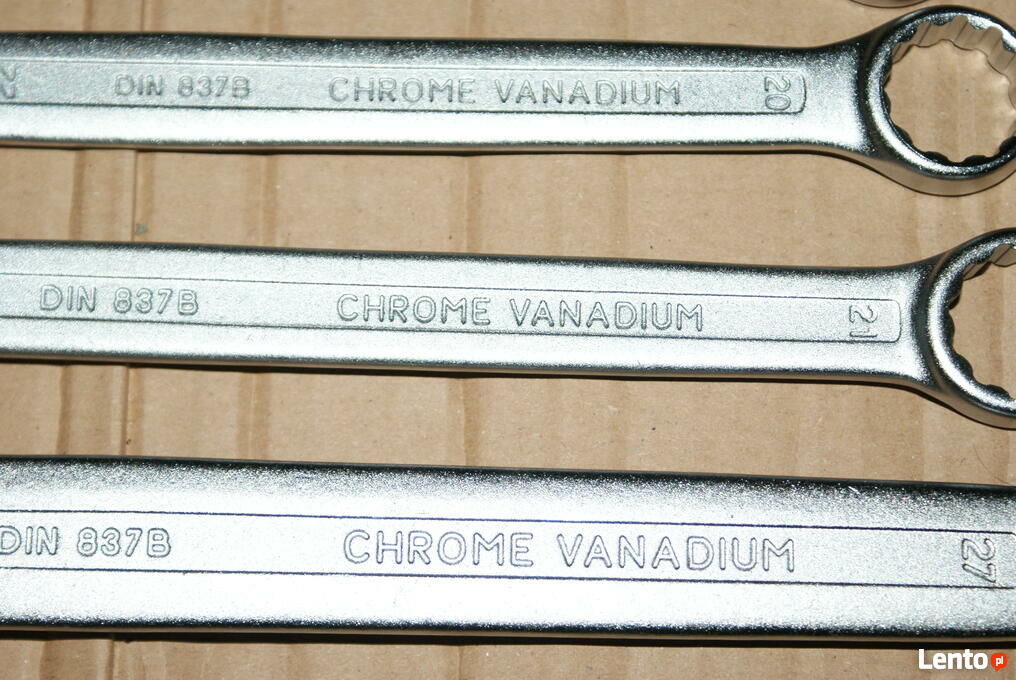 DIN 837B CHROME VANADIUM 20
DIN 837B CHROME VANADIUM 21
DIN 837B CHROME VANADIUM 27
Lento pl